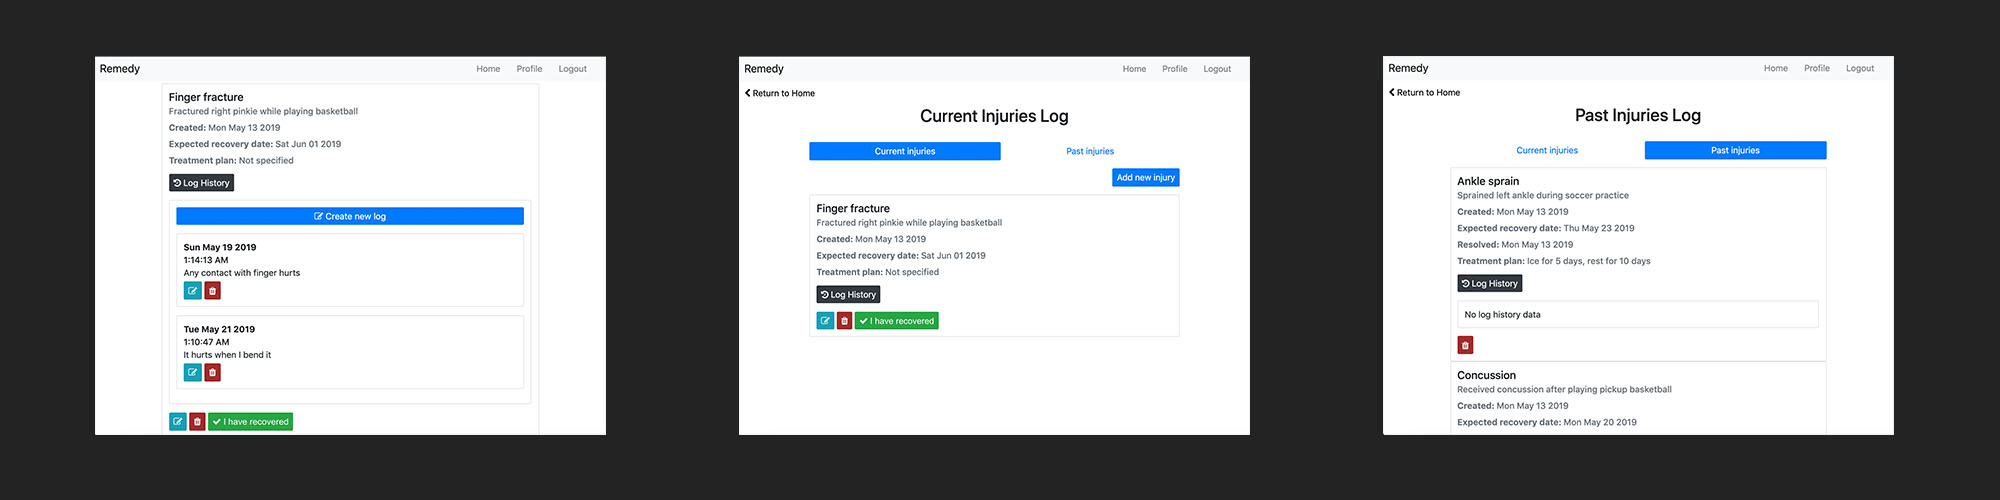 Remedy
Home Profile Logout
Finger fracture
Fractured right pinkie while playing basketball
Created: Mon May 13 2019
Expected recovery date: Sat Jun 01 2019
Treatment plan: Not specified
Log History
Create new log
Sun May 19 2019
1:14:13 AM
Any contact with finger hurts
Tue May 21 2019
1:10:47 AM
It hurts when I bend it
I have recovered
Remedy
Home Profile Logout
Return to Home
Current Injuries Log
Current injuries Past injuries
Add new injury
Finger fracture
Fractured right pinkie while playing basketball
Created: Mon May 13 2019
Expected recovery date: Sat Jun 01 2019
Treatment plan: Not specified
Log History
I have recovered
Remedy
Home Profile Logout
Return to Home
Past Injuries Log
Current injuries Past injuries
Ankle sprain
Sprained left ankle during soccer practice
Created: Mon May 13 2019
Expected recovery date: Thu May 23 2019
Resolved: Mon May 13 2019
Treatment plan: Ice for 5 days, rest for 10 days
Log History
No log history data
Concussion
Received concussion after playing pickup basketball
Created: Mon May 13 2019
Expected recovery date: Mon May 20 2019